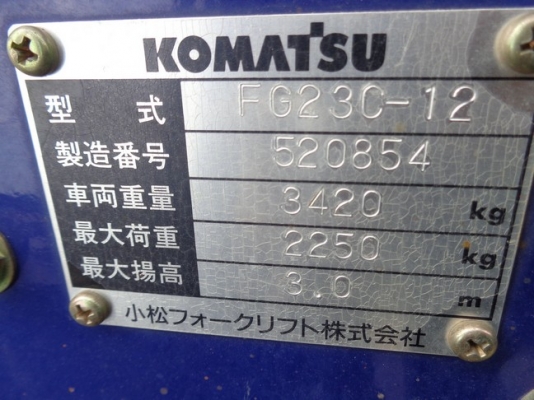 KOMATSU
型式 FG23C-12
製造番号 520854
車両重量 3420 kg
最大荷重 2250 kg
最大揚高 3.0 m
小松フォークリフト株式会社